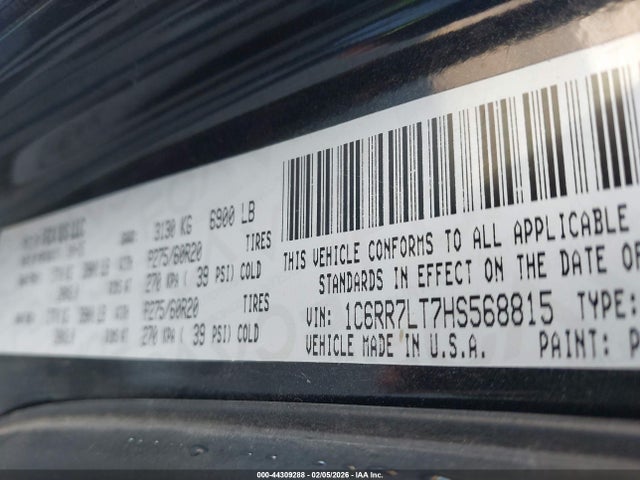 3130 KG 6900 LB
P275/60R20 TIRES
270 KPA ( 39 PSI) COLD
P275/60R20 TIRES
270 KPA ( 39 PSI) COLD
THIS VEHICLE CONFORMS TO ALL APPLICABLE
STANDARDS IN EFFECT ON THE DATE OF
VIN: 1C6RR7LT7HS568815 TYPE:
VEHICLE MADE IN U.S.A. PAINT: P
000-44309288 - 02/05/2026 - IAA Inc.